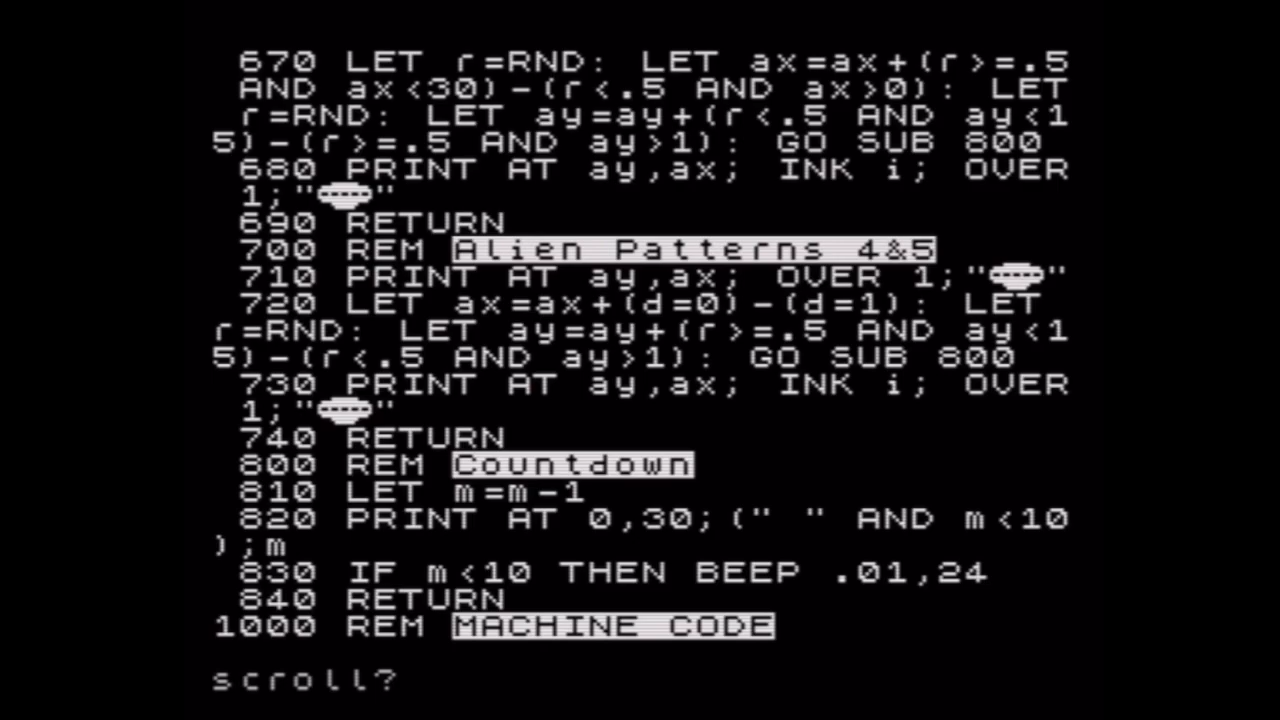 670 LET r=RND: LET ax=ax+(r>=.5
AND ax<30)-(r<.5 AND ax>0): LET
r=RND: LET ay=ay+(r<.5 AND ay<1
5)-(r>=.5 AND ay>1): GO SUB 800
680 PRINT AT ay,ax; INK i; OVER
1;" "
690 RETURN
700 REM Alien Patterns 4&5
710 PRINT AT ay,ax; OVER 1;" "
720 LET ax=ax+(d=0)-(d=1): LET
r=RND: LET ay=ay+(r>=.5 AND ay<1
5)-(r<.5 AND ay>1): GO SUB 800
730 PRINT AT ay,ax; INK i; OVER
1;" "
740 RETURN
800 REM Countdown
810 LET m=m-1
820 PRINT AT 0,30;(" " AND m<10
);m
830 IF m<10 THEN BEEP .01,24
840 RETURN
1000 REM MACHINE CODE
scroll?